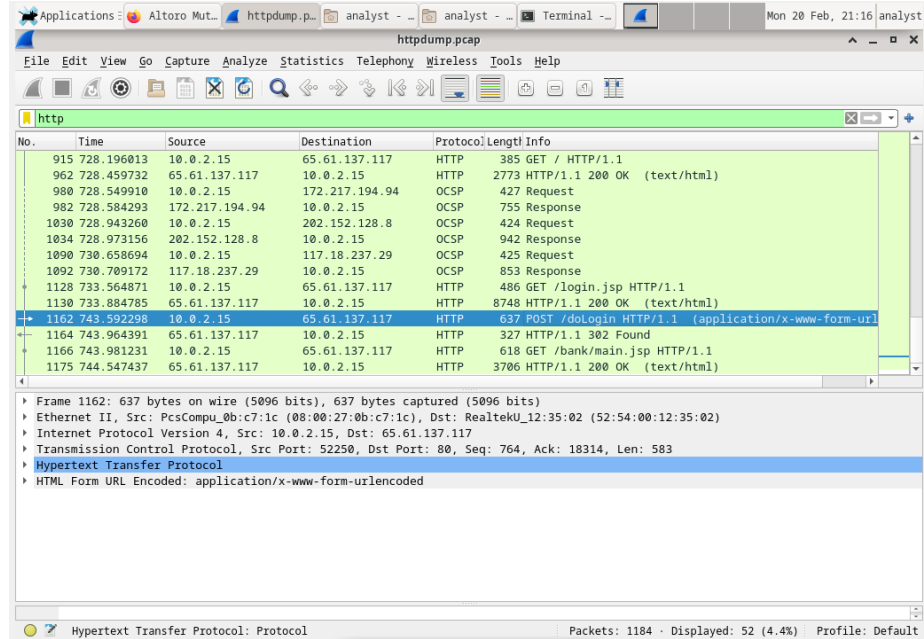 Applications Altoro Mut… httpdump.p… analyst - … analyst - … Terminal -… Mon 20 Feb, 21:16 analyst
httpdump.pcap
File Edit View Go Capture Analyze Statistics Telephony Wireless Tools Help
http
No. Time Source Destination Protocol Length Info
915 728.196013 10.0.2.15 65.61.137.117 HTTP 385 GET / HTTP/1.1
962 728.459732 65.61.137.117 10.0.2.15 HTTP 2773 HTTP/1.1 200 OK (text/html)
980 728.549910 10.0.2.15 172.217.194.94 OCSP 427 Request
982 728.584293 172.217.194.94 10.0.2.15 OCSP 755 Response
1030 728.943260 10.0.2.15 202.152.128.8 OCSP 424 Request
1034 728.973156 202.152.128.8 10.0.2.15 OCSP 942 Response
1090 730.658694 10.0.2.15 117.18.237.29 OCSP 425 Request
1092 730.709172 117.18.237.29 10.0.2.15 OCSP 853 Response
1128 733.564871 10.0.2.15 65.61.137.117 HTTP 486 GET /login.jsp HTTP/1.1
1130 733.884785 65.61.137.117 10.0.2.15 HTTP 8748 HTTP/1.1 200 OK (text/html)
1162 743.592298 10.0.2.15 65.61.137.117 HTTP 637 POST /doLogin HTTP/1.1 (application/x-www-form-url
1164 743.964391 65.61.137.117 10.0.2.15 HTTP 327 HTTP/1.1 302 Found
1166 743.981231 10.0.2.15 65.61.137.117 HTTP 618 GET /bank/main.jsp HTTP/1.1
1175 744.547437 65.61.137.117 10.0.2.15 HTTP 3706 HTTP/1.1 200 OK (text/html)
Frame 1162: 637 bytes on wire (5096 bits), 637 bytes captured (5096 bits)
Ethernet II, Src: PcsCompu_0b:c7:1c (08:00:27:0b:c7:1c), Dst: RealtekU_12:35:02 (52:54:00:12:35:02)
Internet Protocol Version 4, Src: 10.0.2.15, Dst: 65.61.137.117
Transmission Control Protocol, Src Port: 52250, Dst Port: 80, Seq: 764, Ack: 18314, Len: 583
Hypertext Transfer Protocol
HTML Form URL Encoded: application/x-www-form-urlencoded
Hypertext Transfer Protocol: Protocol Packets: 1184 · Displayed: 52 (4.4%) Profile: Default